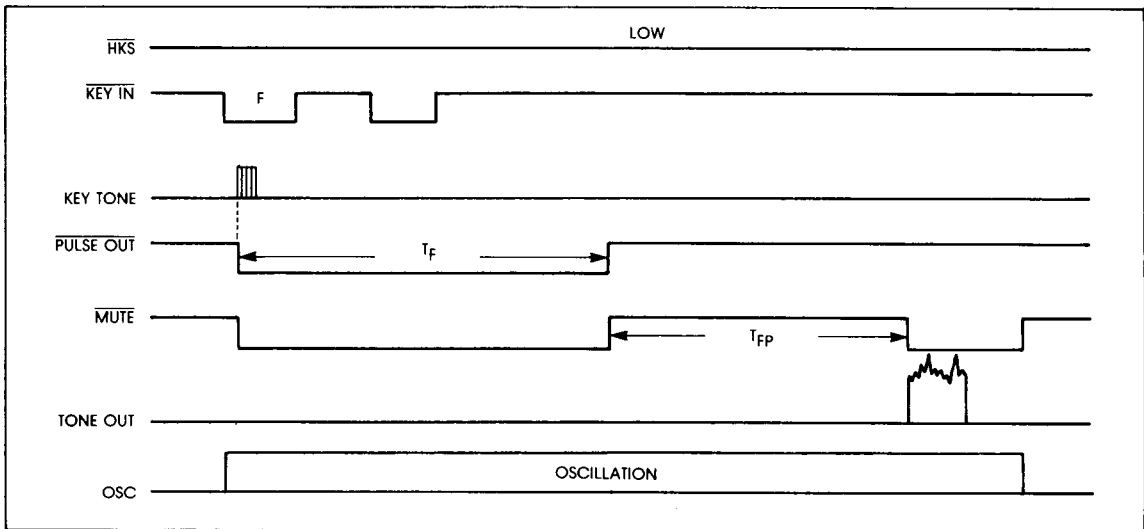 LOW
HKS
KEY IN
F
KEY TONE
PULSE OUT
TF
MUTE
TFP
TONE OUT
OSCILLATION
OSC